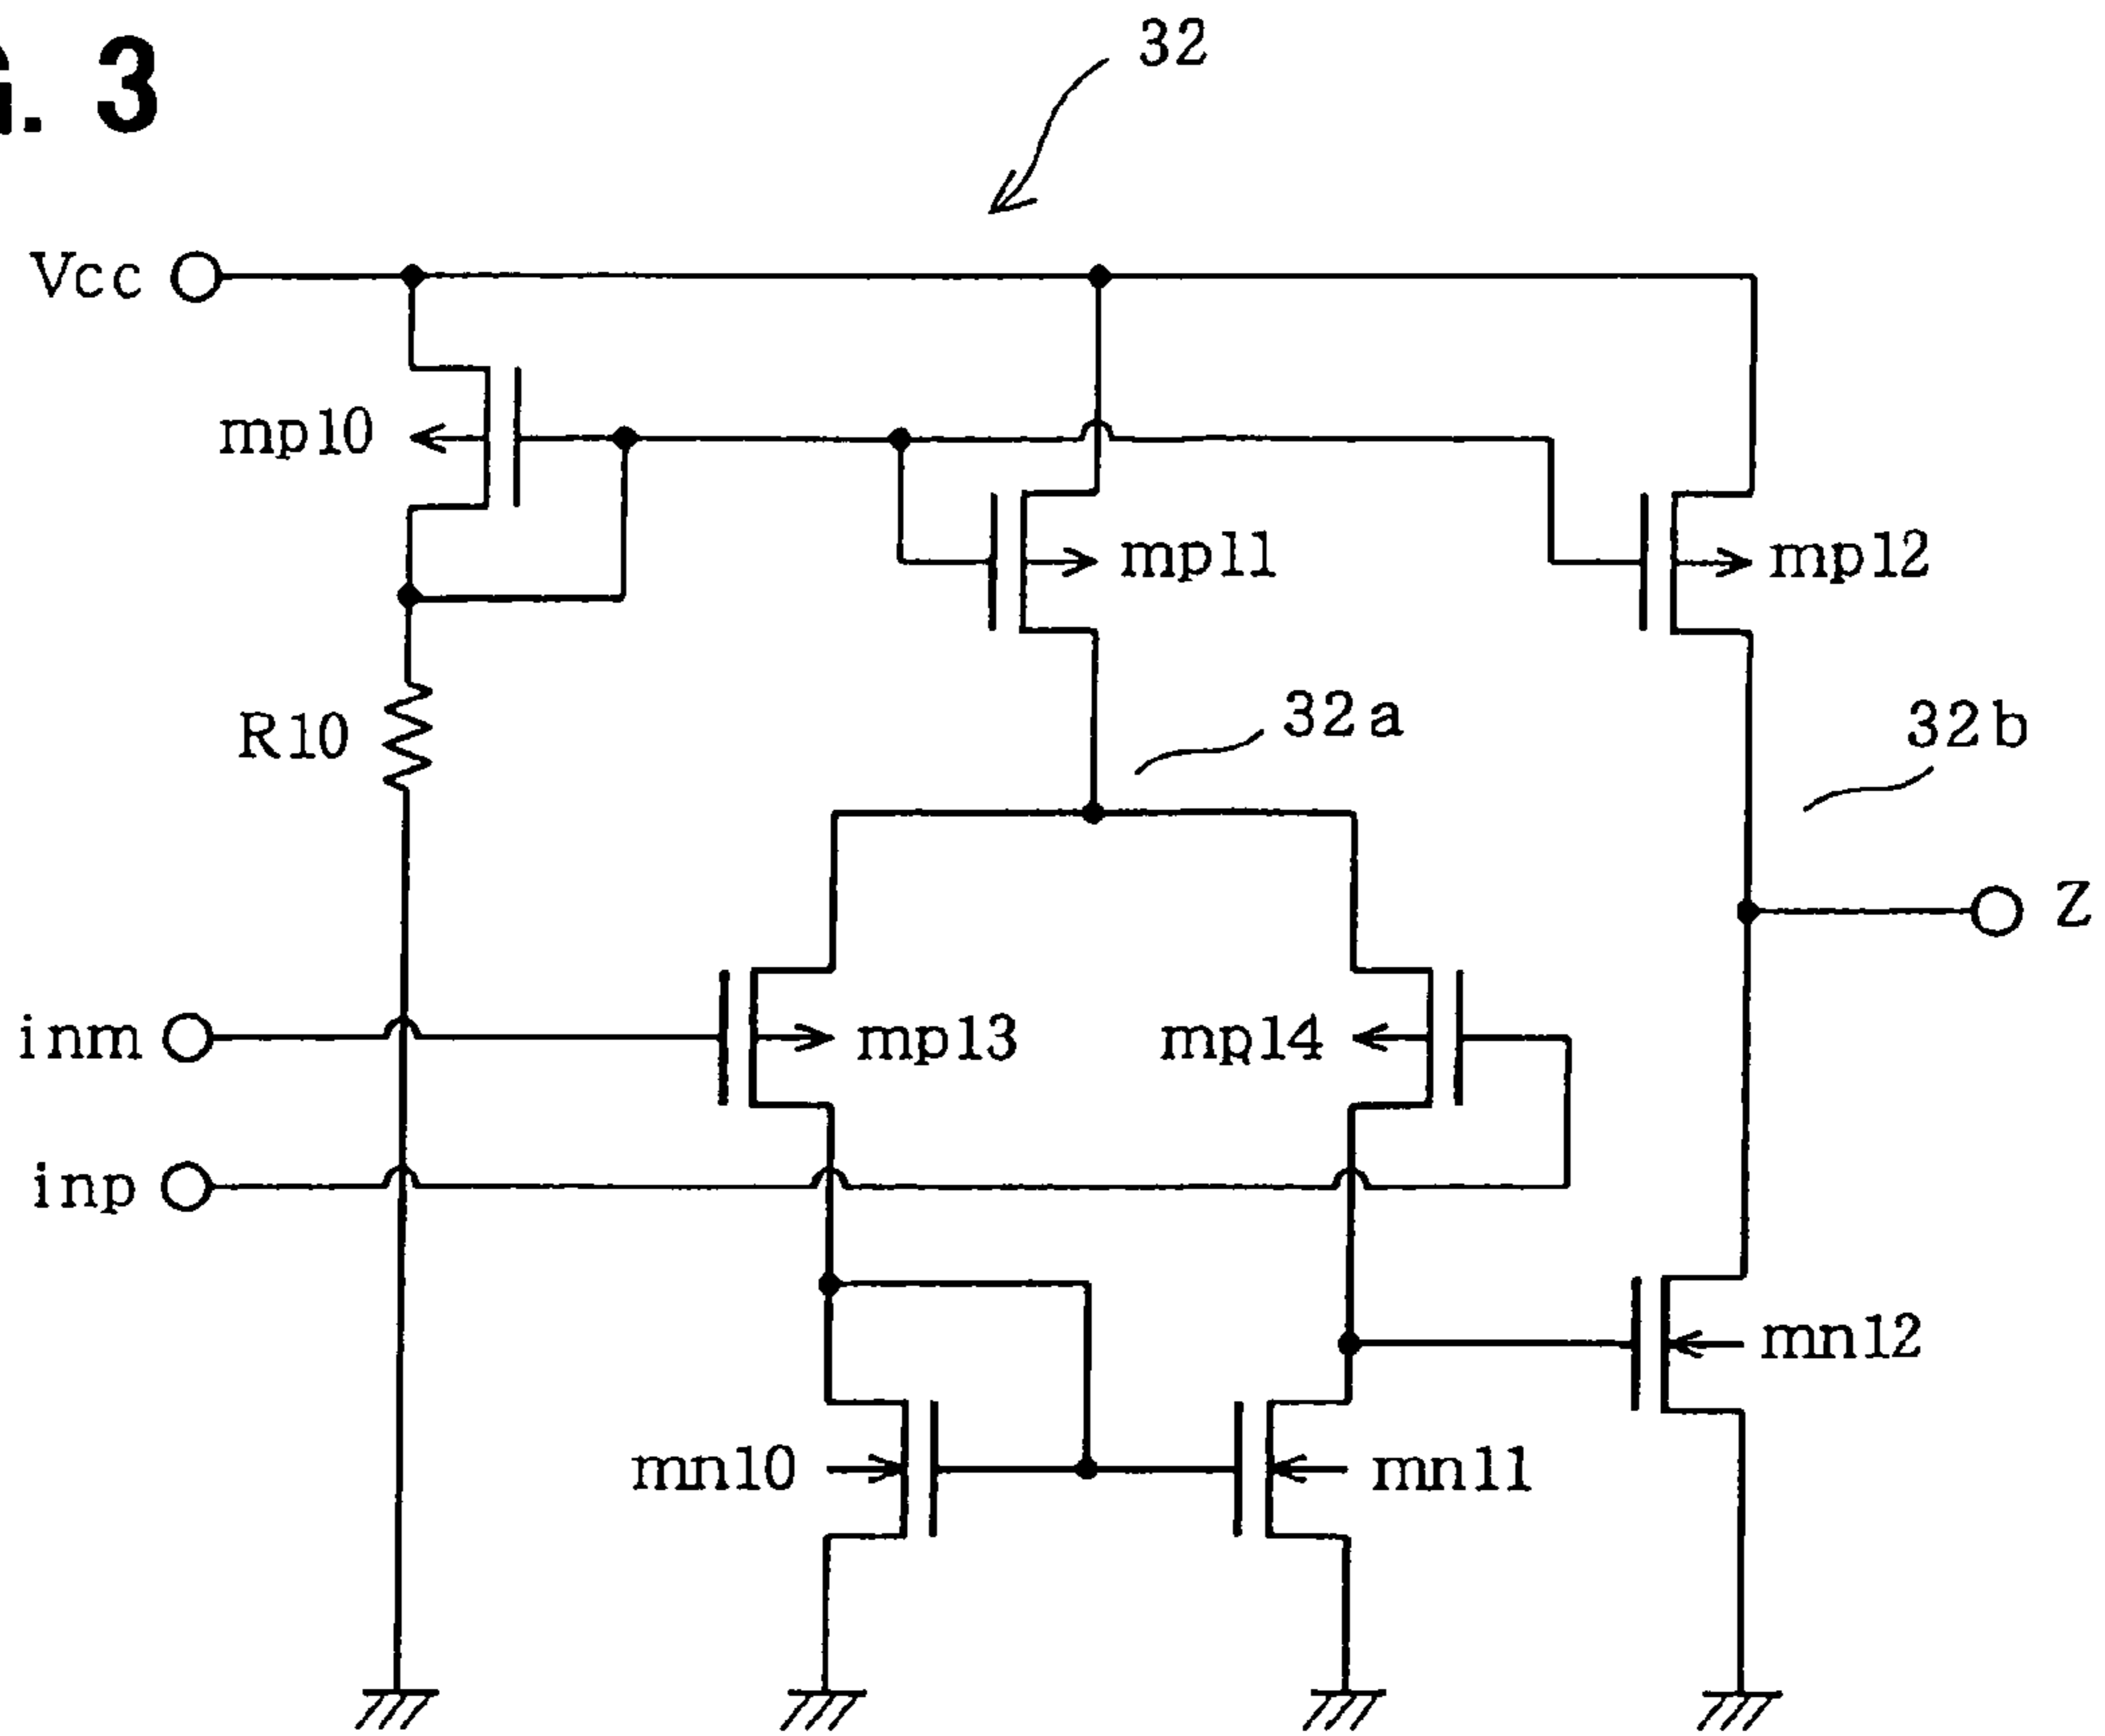 G. 3
32
Vcc
mp10
mp11
mp12
R10
32a
32b
Z
inm
mp13
mp14
inp
mn12
mn10
mn11